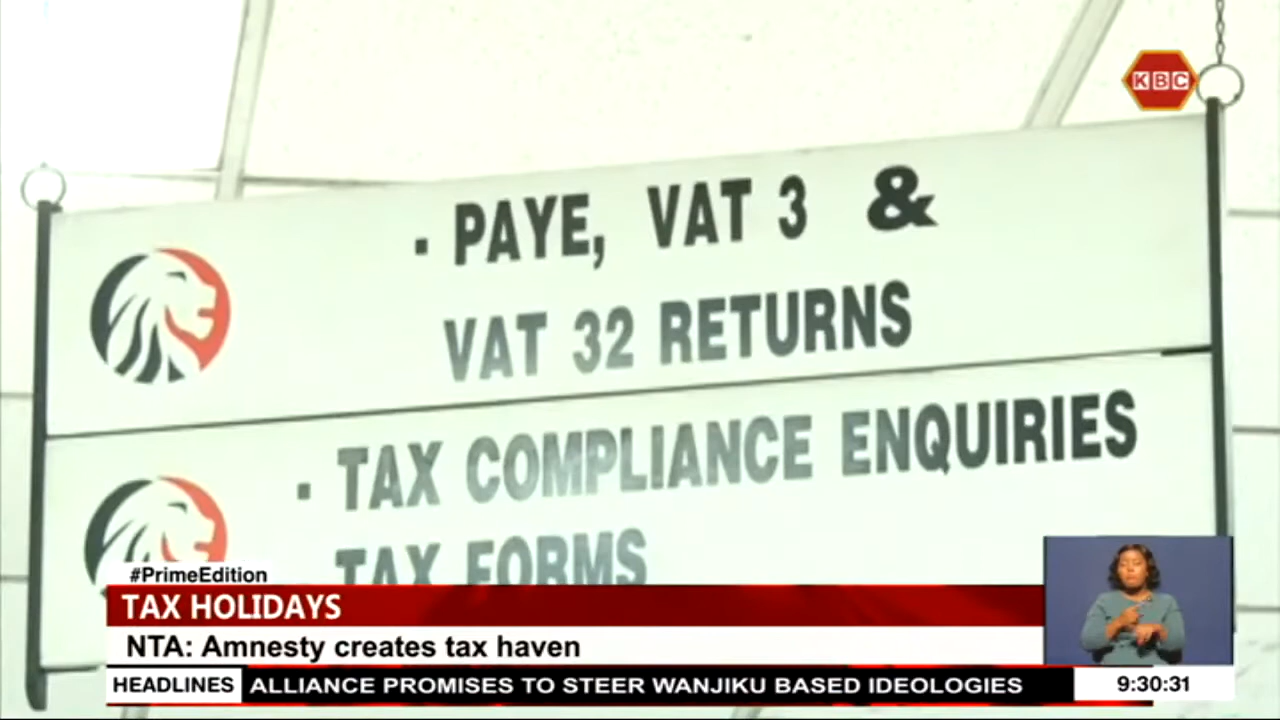 KBC
· PAYE, VAT 3 &
VAT 32 RETURNS
· TAX COMPLIANCE ENQUIRIES
TAX FORMS
#PrimeEdition
TAX HOLIDAYS
NTA: Amnesty creates tax haven
HEADLINES ALLIANCE PROMISES TO STEER WANJIKU BASED IDEOLOGIES 9:30:31